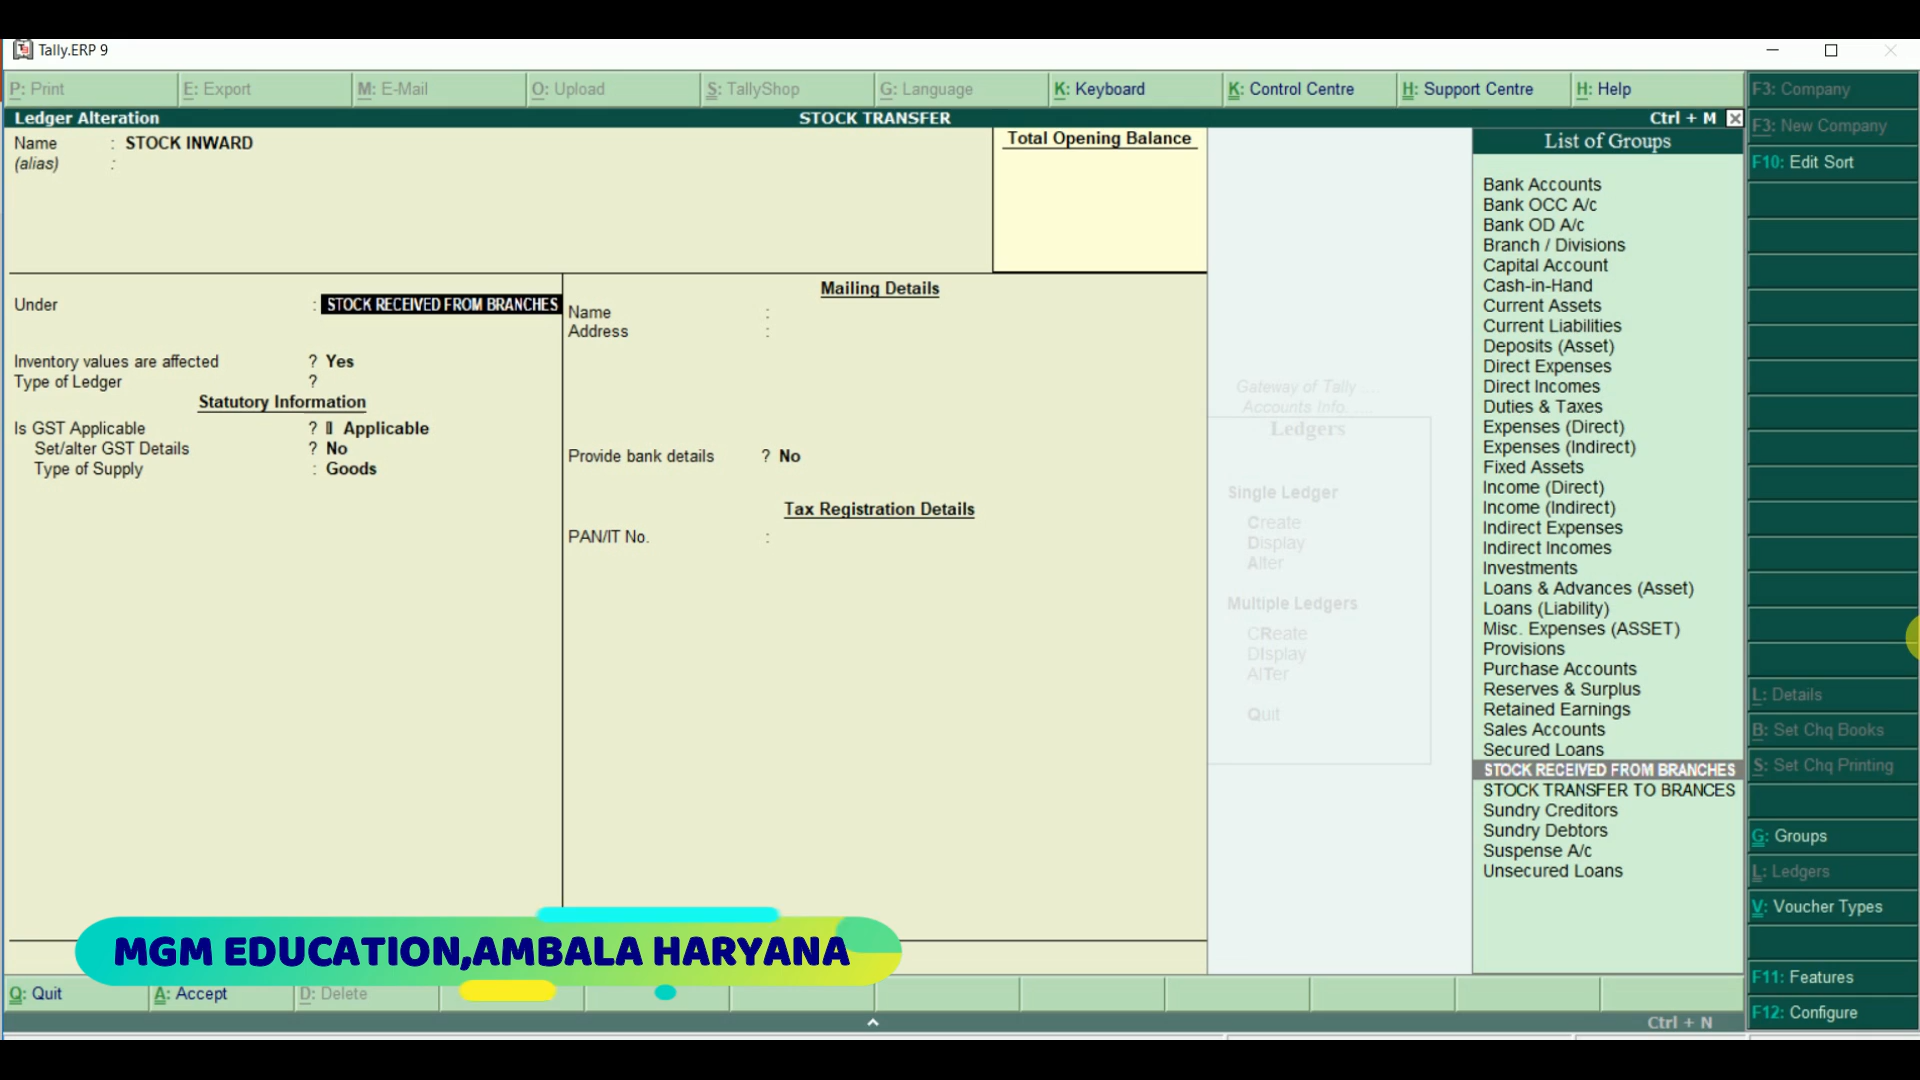 Tally.ERP 9
P: Print
E: Export
M: E-Mail
O: Upload
S: TallyShop
G: Language
K: Keyboard
K: Control Centre
H: Support Centre
H: Help
Ledger Alteration
STOCK TRANSFER
Ctrl + M
Name : STOCK INWARD
(alias) :
Total Opening Balance
Under : STOCK RECEIVED FROM BRANCHES
Inventory values are affected ? Yes
Type of Ledger ?
Statutory Information
Is GST Applicable ? Applicable
Set/alter GST Details ? No
Type of Supply : Goods
Mailing Details
Name :
Address :
Provide bank details ? No
Tax Registration Details
PAN/IT No. :
Gateway of Tally ...
Accounts Info. ...
Ledgers
Single Ledger
Create
Display
Alter
Multiple Ledgers
CReate
DIsplay
AlTer
Quit
List of Groups
Bank Accounts
Bank OCC A/c
Bank OD A/c
Branch / Divisions
Capital Account
Cash-in-Hand
Current Assets
Current Liabilities
Deposits (Asset)
Direct Expenses
Direct Incomes
Duties & Taxes
Expenses (Direct)
Expenses (Indirect)
Fixed Assets
Income (Direct)
Income (Indirect)
Indirect Expenses
Indirect Incomes
Investments
Loans & Advances (Asset)
Loans (Liability)
Misc. Expenses (ASSET)
Provisions
Purchase Accounts
Reserves & Surplus
Retained Earnings
Sales Accounts
Secured Loans
STOCK RECEIVED FROM BRANCHES
STOCK TRANSFER TO BRANCES
Sundry Creditors
Sundry Debtors
Suspense A/c
Unsecured Loans
F3: Company
F3: New Company
F10: Edit Sort
L: Details
B: Set Chq Books
S: Set Chq Printing
G: Groups
L: Ledgers
V: Voucher Types
F11: Features
F12: Configure
MGM EDUCATION,AMBALA HARYANA
Q: Quit
A: Accept
D: Delete
Ctrl + N